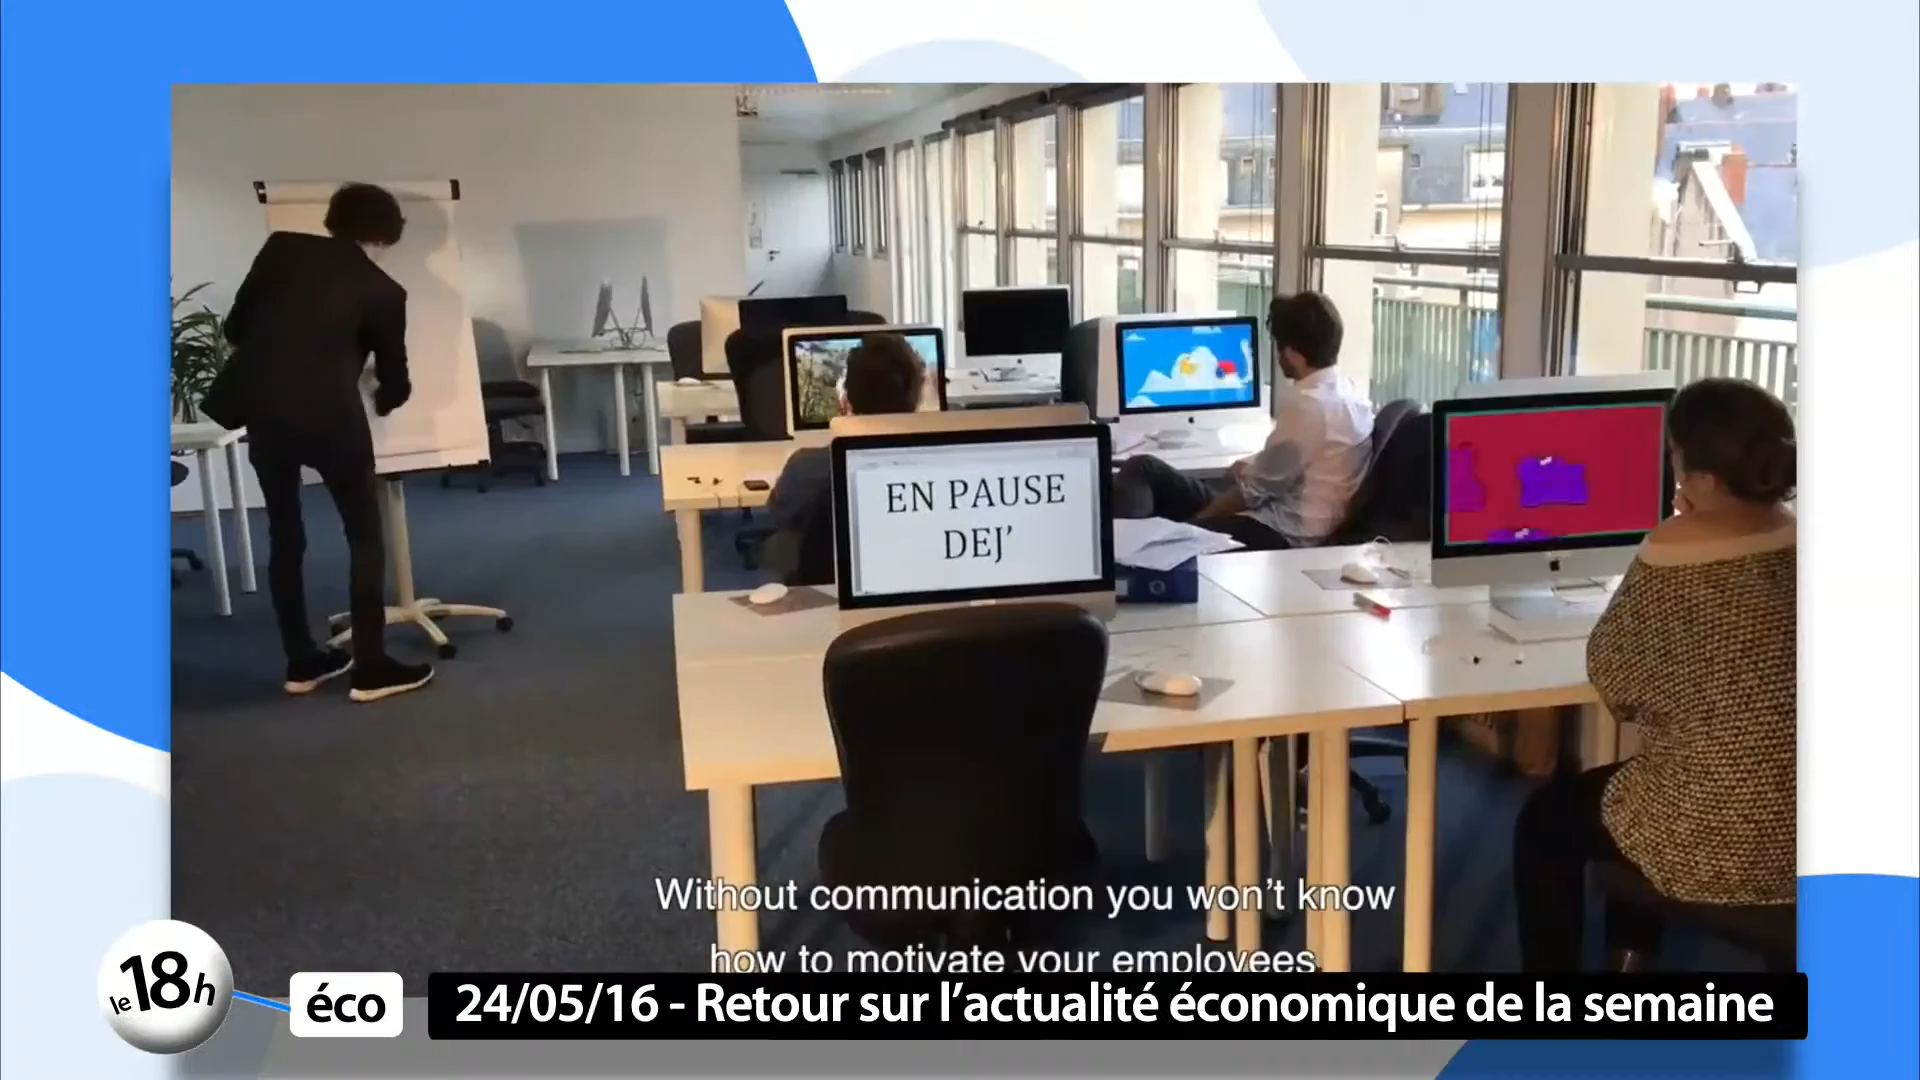 EN PAUSE
DEJ’
Without communication you won’t know
how to motivate your employees
le 18h
éco
24/05/16 - Retour sur l’actualité économique de la semaine